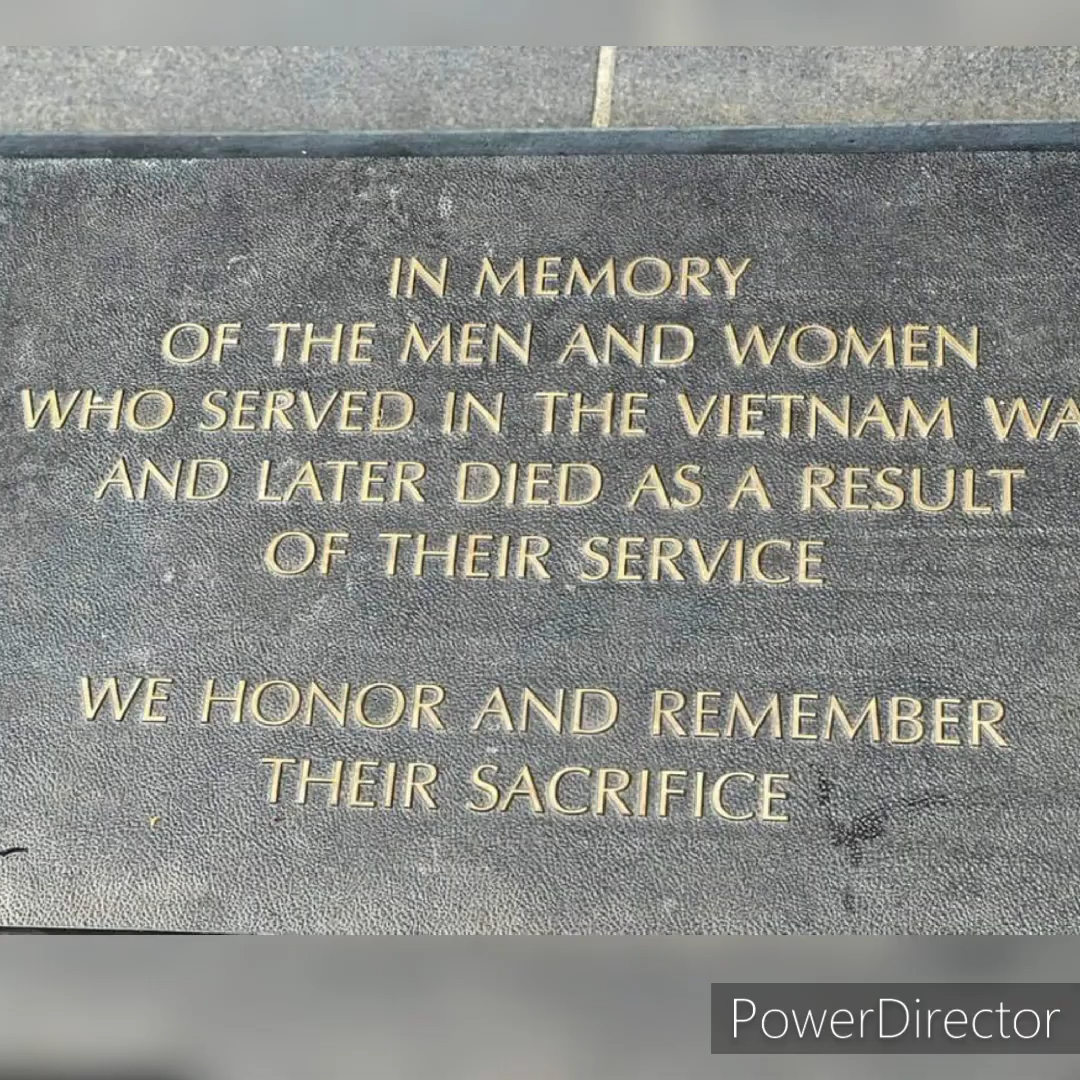 IN MEMORY
OF THE MEN AND WOMEN
WHO SERVED IN THE VIETNAM WA
AND LATER DIED AS A RESULT
OF THEIR SERVICE
WE HONOR AND REMEMBER
THEIR SACRIFICE
PowerDirector